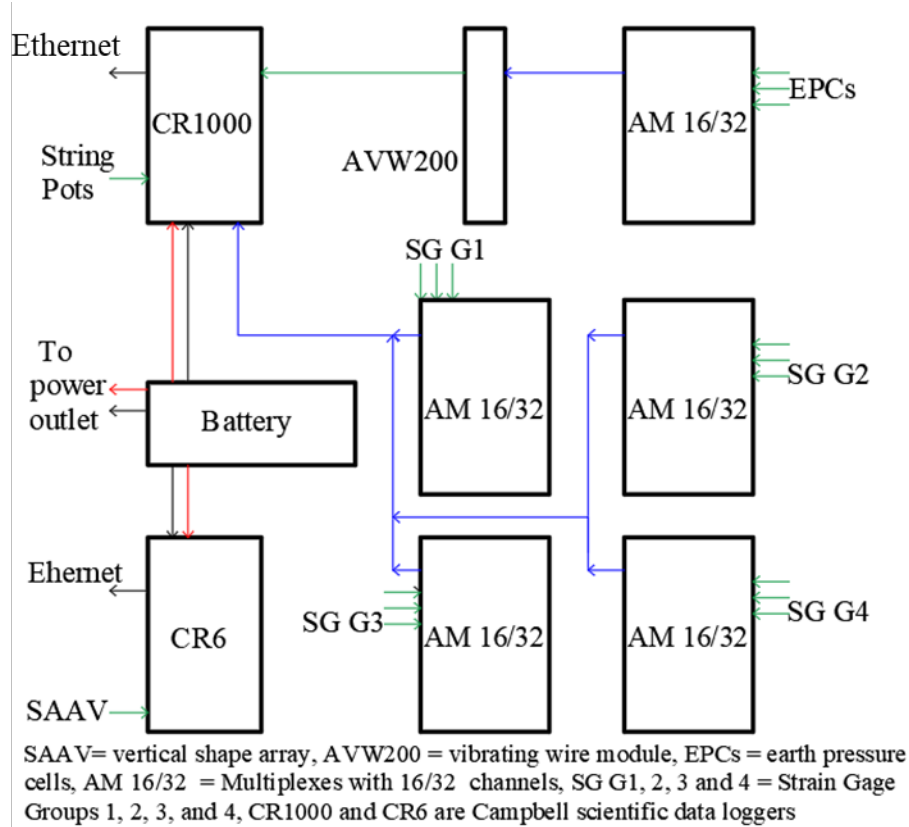 Ethernet
CR1000
String
Pots
AVW200
AM 16/32
EPCs
SG G1
To
power
outlet
Battery
AM 16/32
AM 16/32
SG G2
Ehernet
CR6
SAAV
SG G3
AM 16/32
AM 16/32
SG G4
SAAV= vertical shape array, AVW200 = vibrating wire module, EPCs = earth pressure
cells, AM 16/32 = Multiplexes with 16/32 channels, SG G1, 2, 3 and 4 = Strain Gage
Groups 1, 2, 3, and 4, CR1000 and CR6 are Campbell scientific data loggers